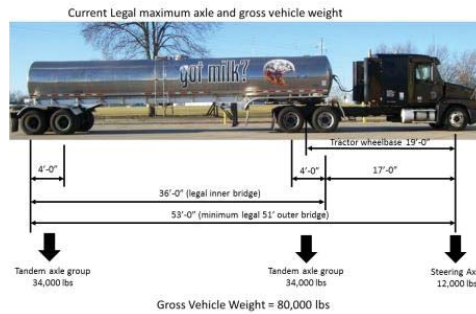 Current Legal maximum axle and gross vehicle weight
got milk?
Tractor wheelbase 19'-0"
4'-0"
4'-0"
17'-0"
36'-0" (legal inner bridge)
53'-0" (minimum legal 51' outer bridge)
Tandem axle group
34,000 lbs
Tandem axle group
34,000 lbs
Steering Ax
12,000 lbs
Gross Vehicle Weight = 80,000 lbs